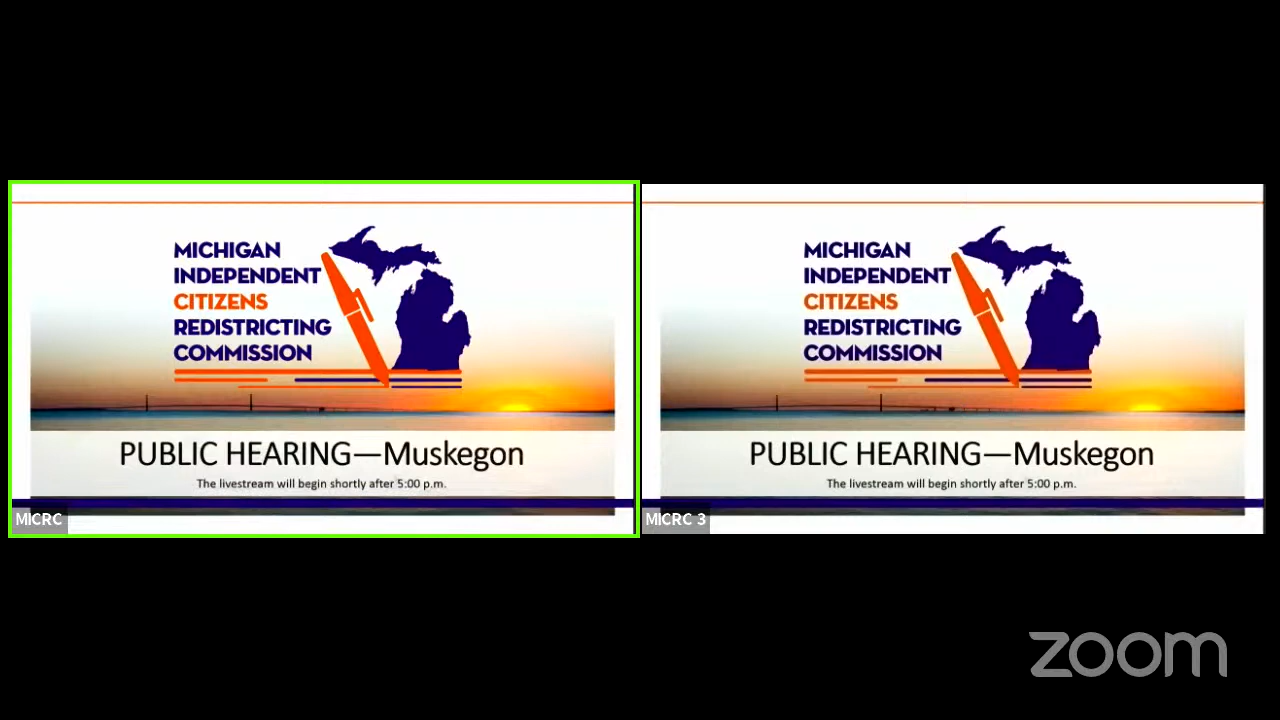 MICHIGAN
INDEPENDENT
CITIZENS
REDISTRICTING
COMMISSION
PUBLIC HEARING—Muskegon
The livestream will begin shortly after 5:00 p.m.
MICRC
MICHIGAN
INDEPENDENT
CITIZENS
REDISTRICTING
COMMISSION
PUBLIC HEARING—Muskegon
The livestream will begin shortly after 5:00 p.m.
MICRC 3
zoom